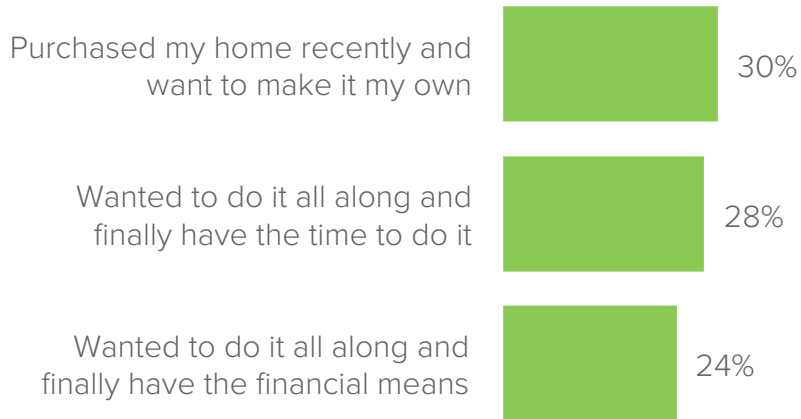 Purchased my home recently and
want to make it my own
30%
Wanted to do it all along and
finally have the time to do it
28%
Wanted to do it all along and
finally have the financial means
24%